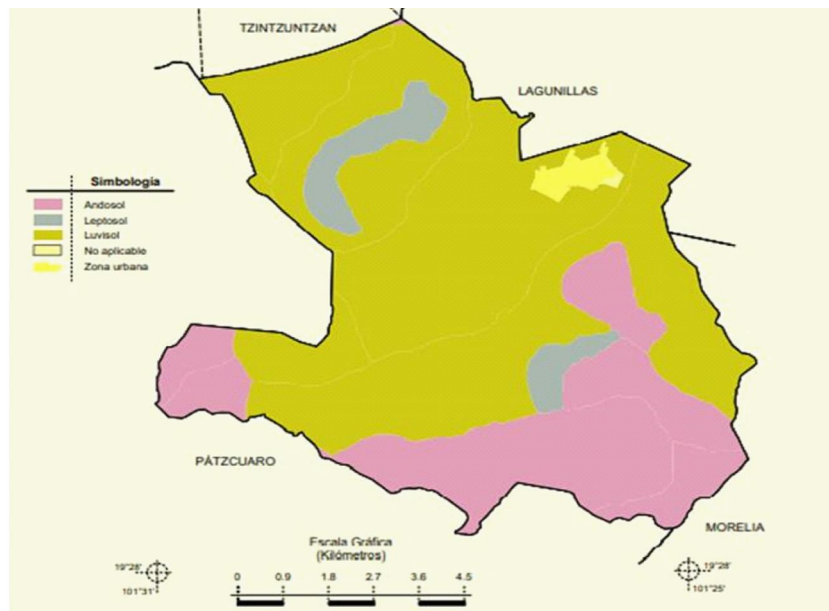 TZINTZUNTZAN
LAGUNILLAS
Simbología
Andosol
Leptosol
Luvisol
No aplicable
Zona urbana
PÁTZCUARO
MORELIA
Escala Gráfica
(Kilómetros)
0 0.9 1.8 2.7 3.6 4.5
19°28'
101°31'
19°28'
101°25'